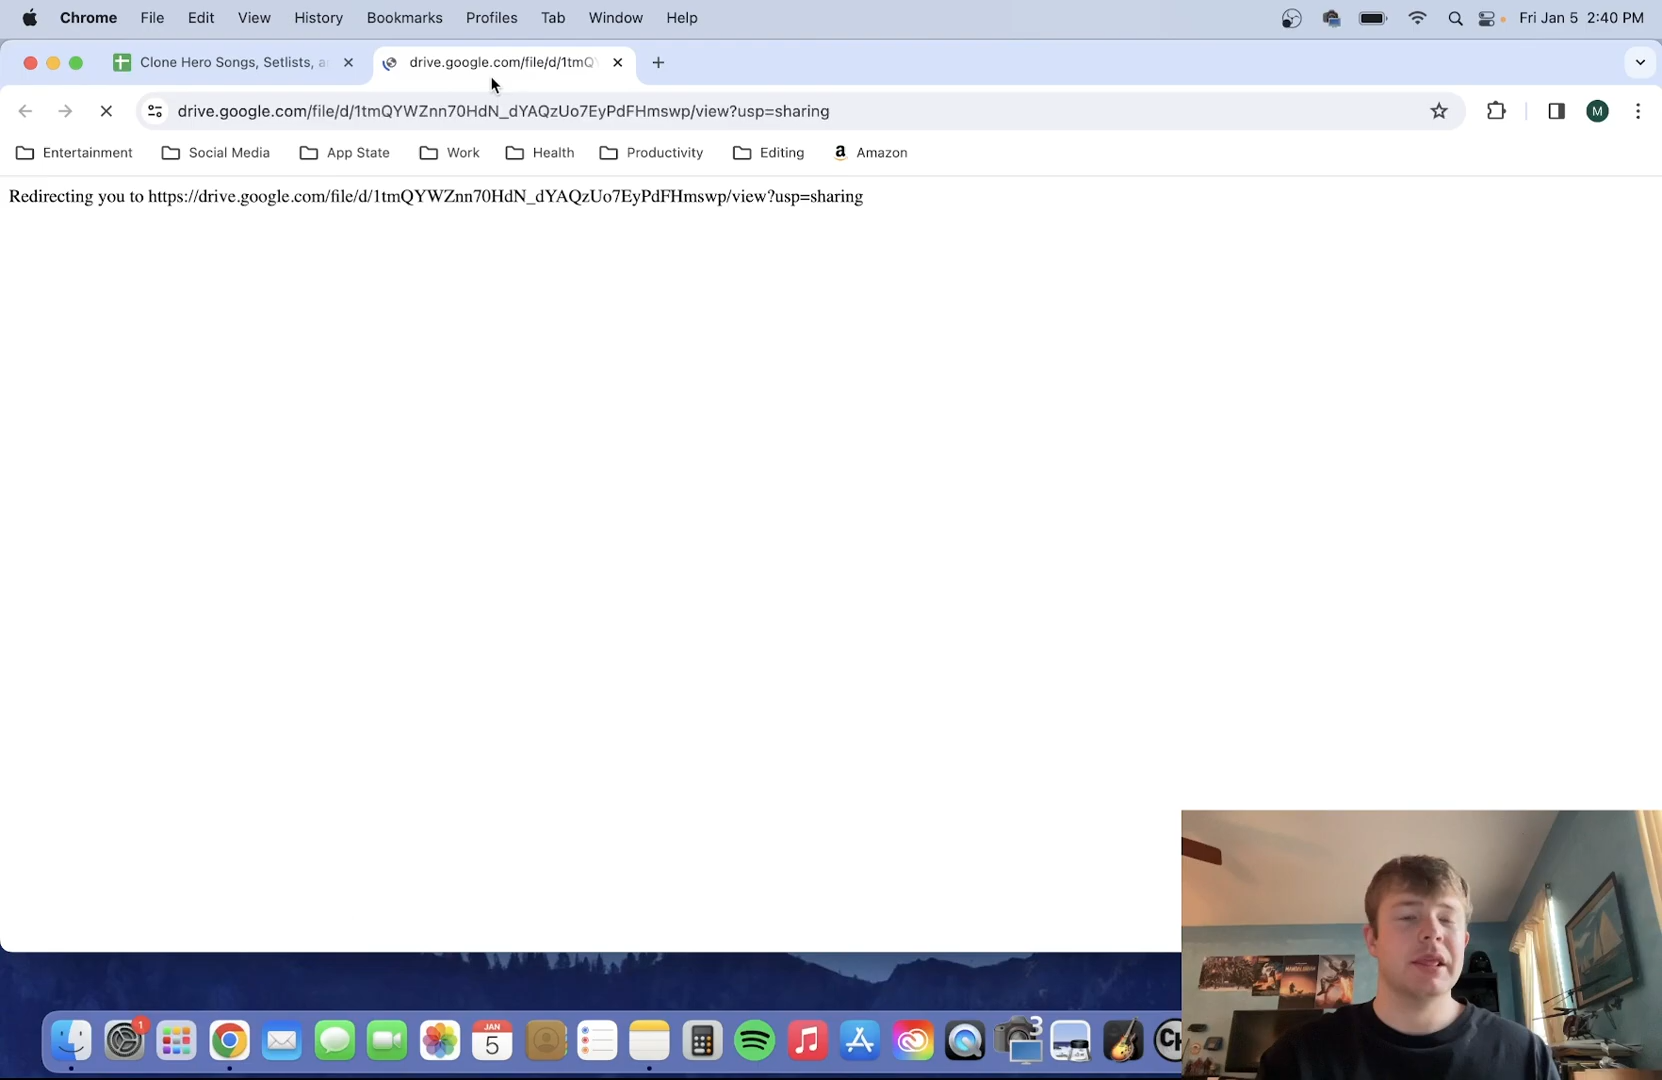 Chrome File Edit View History Bookmarks Profiles Tab Window Help Fri Jan 5 2:40 PM
Clone Hero Songs, Setlists, a drive.google.com/file/d/1tmQ
drive.google.com/file/d/1tmQYWZnn70HdN_dYAQzUo7EyPdFHmswp/view?usp=sharing M
Entertainment Social Media App State Work Health Productivity Editing a Amazon
Redirecting you to https://drive.google.com/file/d/1tmQYWZnn70HdN_dYAQzUo7EyPdFHmswp/view?usp=sharing
1 JAN 5 3 CH